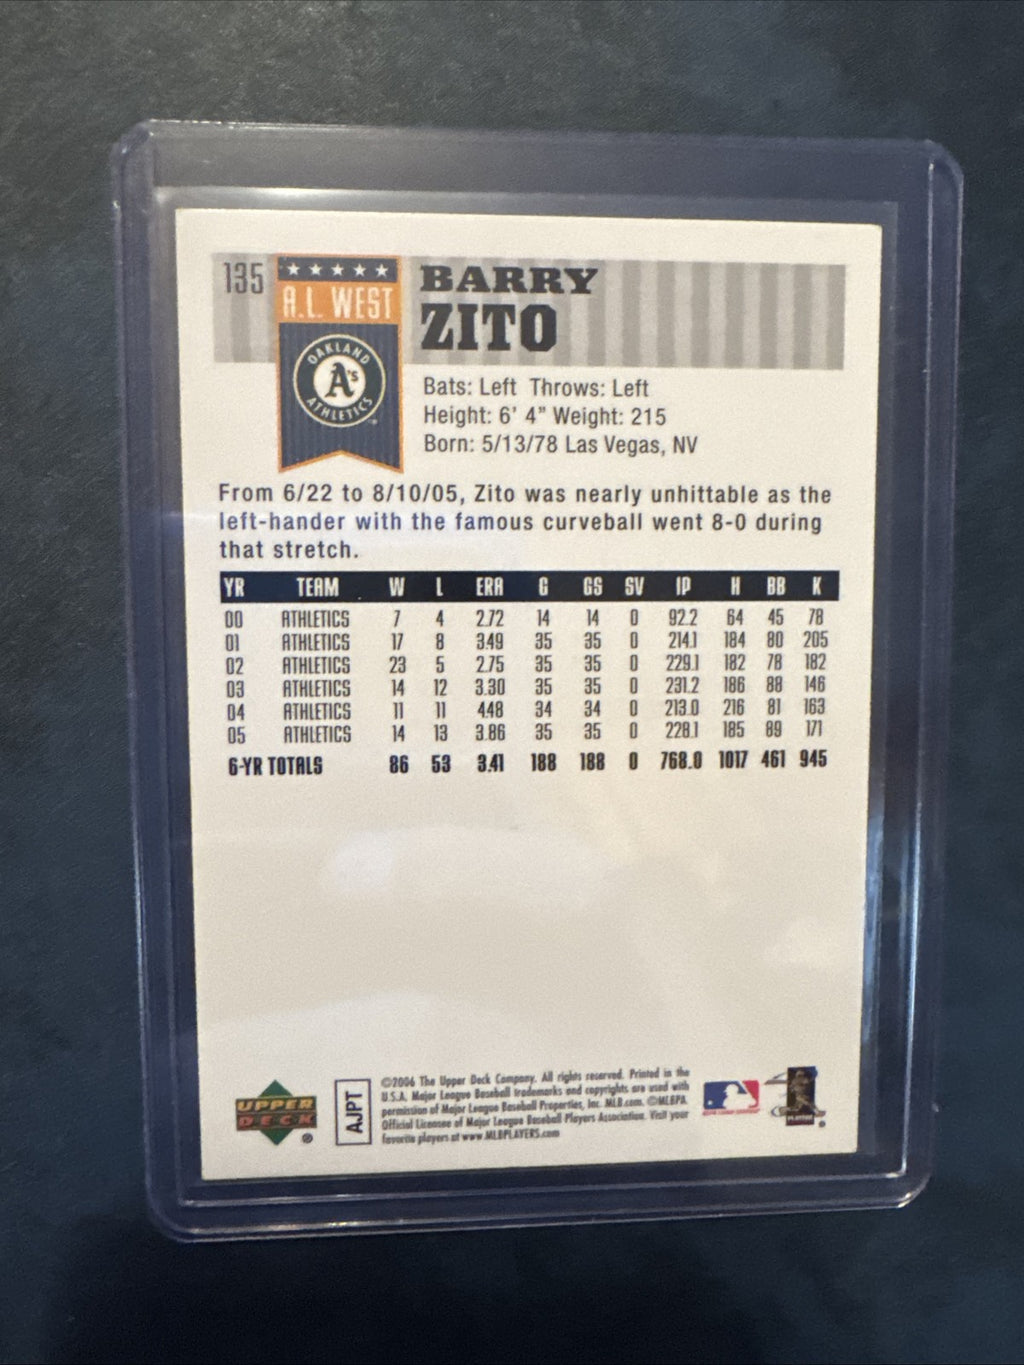 135
★★★★★
A.L. WEST
OAKLAND
A's
ATHLETICS
BARRY
ZITO
Bats: Left Throws: Left
Height: 6' 4" Weight: 215
Born: 5/13/78 Las Vegas, NV
From 6/22 to 8/10/05, Zito was nearly unhittable as the
left-hander with the famous curveball went 8-0 during
that stretch.
YR TEAM W L ERA G GS SV IP H BB K
00 ATHLETICS 7 4 2.72 14 14 0 92.2 64 45 78
01 ATHLETICS 17 8 3.49 35 35 0 214.1 184 80 205
02 ATHLETICS 23 5 2.75 35 35 0 229.1 182 78 182
03 ATHLETICS 14 12 3.30 35 35 0 231.2 186 88 146
04 ATHLETICS 11 11 4.48 34 34 0 213.0 216 81 163
05 ATHLETICS 14 13 3.86 35 35 0 228.1 185 89 171
6-YR TOTALS 86 53 3.41 188 188 0 768.0 1017 461 945
UPPER
DECK
®
AJPT
©2006 The Upper Deck Company. All rights reserved. Printed in the
U.S.A. Major League Baseball trademarks and copyrights are used with
permission of Major League Baseball Properties, Inc. MLB.com. ©MLBPA
Official Licensee of Major League Baseball Players Association. Visit your
favorite players at www.MLBPLAYERS.com